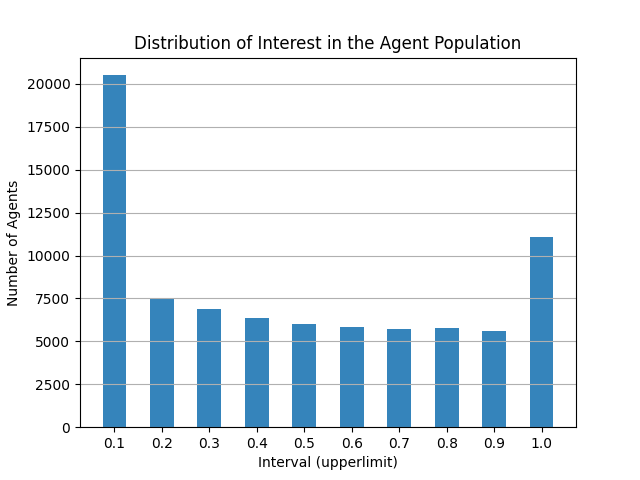 Distribution of Interest in the Agent Population
20000
17500
15000
12500
10000
7500
5000
2500
0
Number of Agents
0.1 0.2 0.3 0.4 0.5 0.6 0.7 0.8 0.9 1.0
Interval (upperlimit)